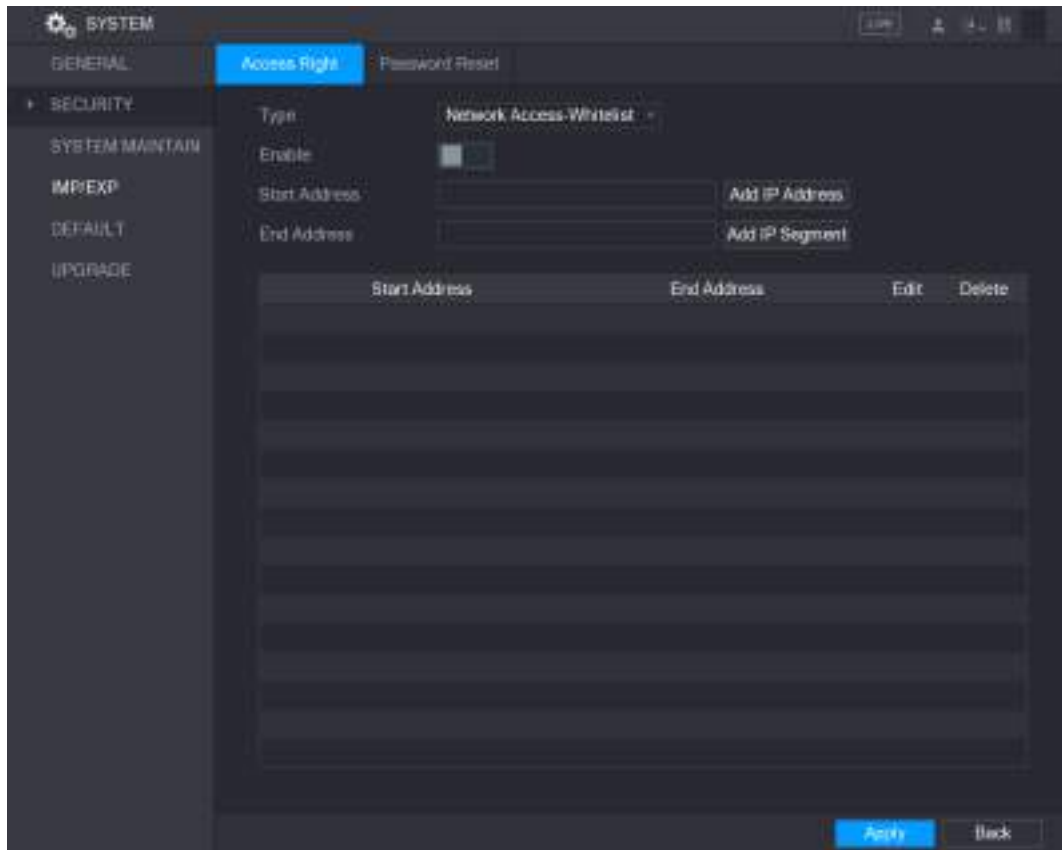 SYSTEM
LIVE
GENERAL
Access Right
Password Reset
SECURITY
Type
Network Access-Whitelist
SYSTEM MAINTAIN
Enable
IMP/EXP
Start Address
Add IP Address
DEFAULT
End Address
Add IP Segment
UPGRADE
Start Address
End Address
Edit
Delete
Apply
Back